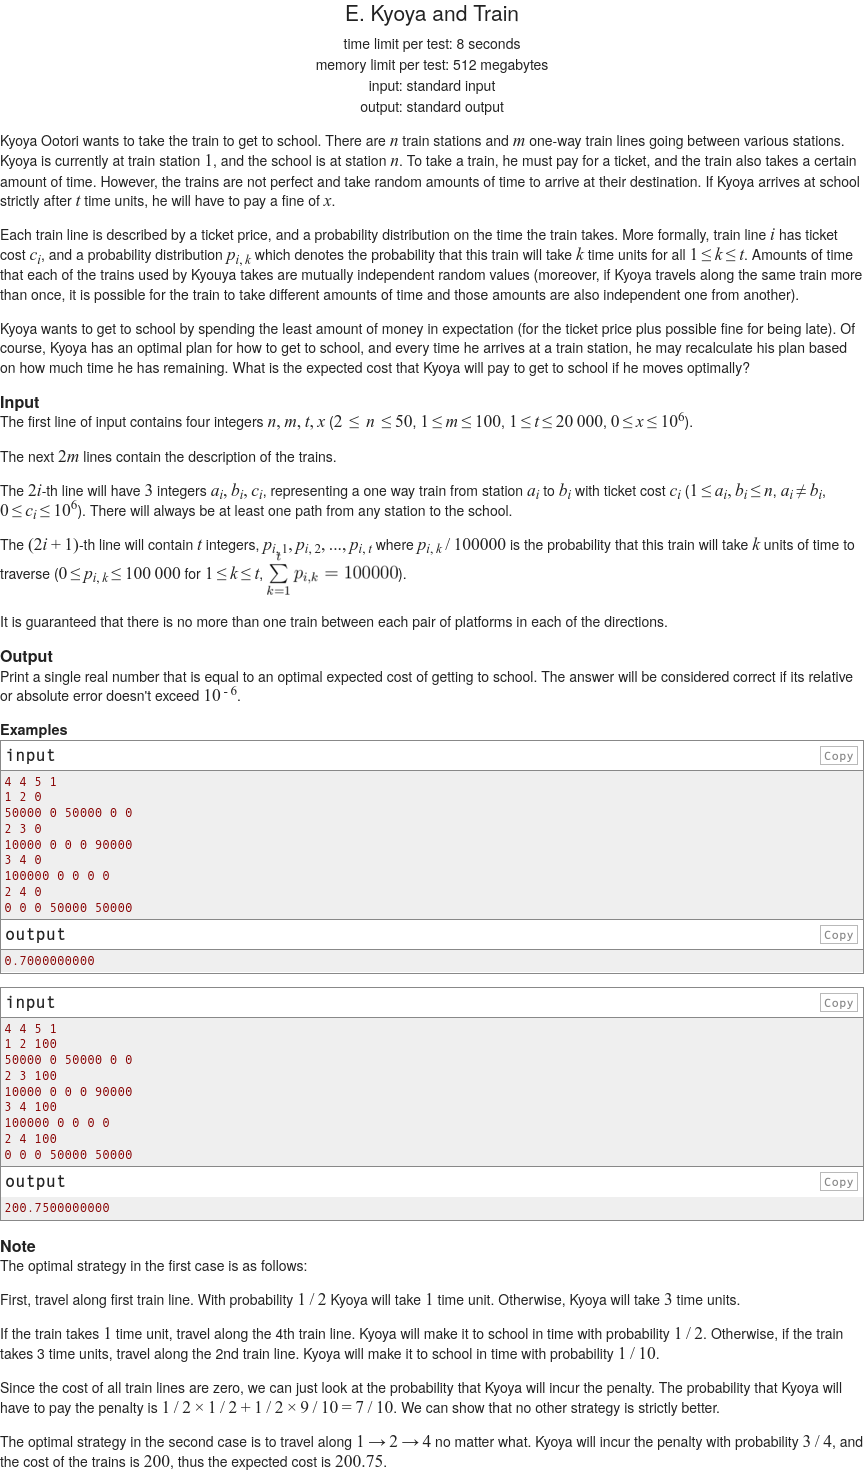 E. Kyoya and Train
time limit per test: 8 seconds
memory limit per test: 512 megabytes
input: standard input
output: standard output
Kyoya Ootori wants to take the train to get to school. There are n train stations and m one-way train lines going between various stations.
Kyoya is currently at train station 1, and the school is at station n. To take a train, he must pay for a ticket, and the train also takes a certain
amount of time. However, the trains are not perfect and take random amounts of time to arrive at their destination. If Kyoya arrives at school
strictly after t time units, he will have to pay a fine of x.
Each train line is described by a ticket price, and a probability distribution on the time the train takes. More formally, train line i has ticket
cost c_i, and a probability distribution p_{i, k} which denotes the probability that this train will take k time units for all 1 ≤ k ≤ t. Amounts of time
that each of the trains used by Kyouya takes are mutually independent random values (moreover, if Kyoya travels along the same train more
than once, it is possible for the train to take different amounts of time and those amounts are also independent one from another).
Kyoya wants to get to school by spending the least amount of money in expectation (for the ticket price plus possible fine for being late). Of
course, Kyoya has an optimal plan for how to get to school, and every time he arrives at a train station, he may recalculate his plan based
on how much time he has remaining. What is the expected cost that Kyoya will pay to get to school if he moves optimally?
Input
The first line of input contains four integers n, m, t, x (2 ≤ n ≤ 50, 1 ≤ m ≤ 100, 1 ≤ t ≤ 20 000, 0 ≤ x ≤ 10^6).
The next 2m lines contain the description of the trains.
The 2i-th line will have 3 integers a_i, b_i, c_i, representing a one way train from station a_i to b_i with ticket cost c_i (1 ≤ a_i, b_i ≤ n, a_i ≠ b_i,
0 ≤ c_i ≤ 10^6). There will always be at least one path from any station to the school.
The (2i + 1)-th line will contain t integers, p_{i, 1}, p_{i, 2}, ..., p_{i, t} where p_{i, k} / 100000 is the probability that this train will take k units of time to
traverse (0 ≤ p_{i, k} ≤ 100 000 for 1 ≤ k ≤ t, ∑_{k=1}^{t} p_{i,k} = 100000).
It is guaranteed that there is no more than one train between each pair of platforms in each of the directions.
Output
Print a single real number that is equal to an optimal expected cost of getting to school. The answer will be considered correct if its relative
or absolute error doesn't exceed 10^{-6}.
Examples
input
Copy
4 4 5 1
1 2 0
50000 0 50000 0 0
2 3 0
10000 0 0 0 90000
3 4 0
100000 0 0 0 0
2 4 0
0 0 0 50000 50000
output
Copy
0.7000000000
input
Copy
4 4 5 1
1 2 100
50000 0 50000 0 0
2 3 100
10000 0 0 0 90000
3 4 100
100000 0 0 0 0
2 4 100
0 0 0 50000 50000
output
Copy
200.7500000000
Note
The optimal strategy in the first case is as follows:
First, travel along first train line. With probability 1 / 2 Kyoya will take 1 time unit. Otherwise, Kyoya will take 3 time units.
If the train takes 1 time unit, travel along the 4th train line. Kyoya will make it to school in time with probability 1 / 2. Otherwise, if the train
takes 3 time units, travel along the 2nd train line. Kyoya will make it to school in time with probability 1 / 10.
Since the cost of all train lines are zero, we can just look at the probability that Kyoya will incur the penalty. The probability that Kyoya will
have to pay the penalty is 1 / 2 × 1 / 2 + 1 / 2 × 9 / 10 = 7 / 10. We can show that no other strategy is strictly better.
The optimal strategy in the second case is to travel along 1 → 2 → 4 no matter what. Kyoya will incur the penalty with probability 3 / 4, and
the cost of the trains is 200, thus the expected cost is 200.75.